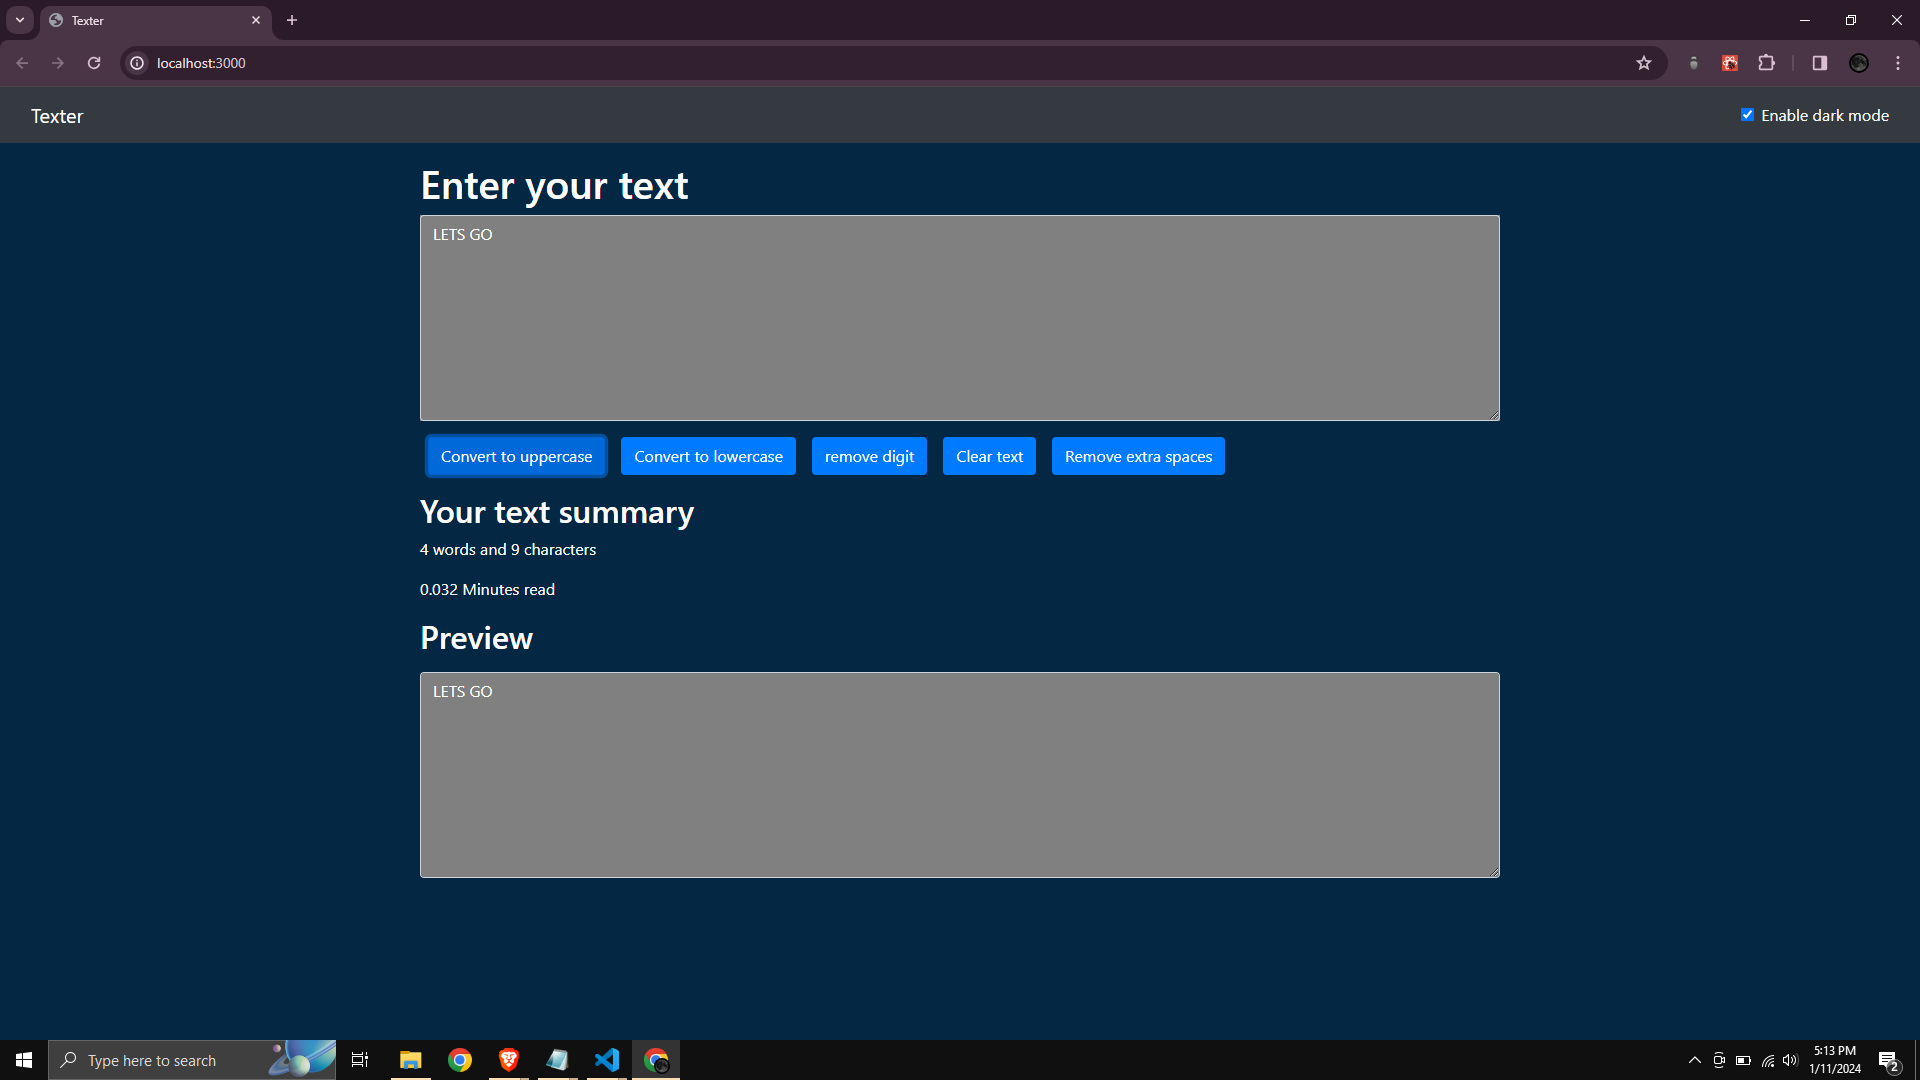 Texter
localhost:3000
Texter
Enable dark mode
Enter your text
LETS GO
Convert to uppercase
Convert to lowercase
remove digit
Clear text
Remove extra spaces
Your text summary
4 words and 9 characters
0.032 Minutes read
Preview
LETS GO
Type here to search
5:13 PM
1/11/2024
2